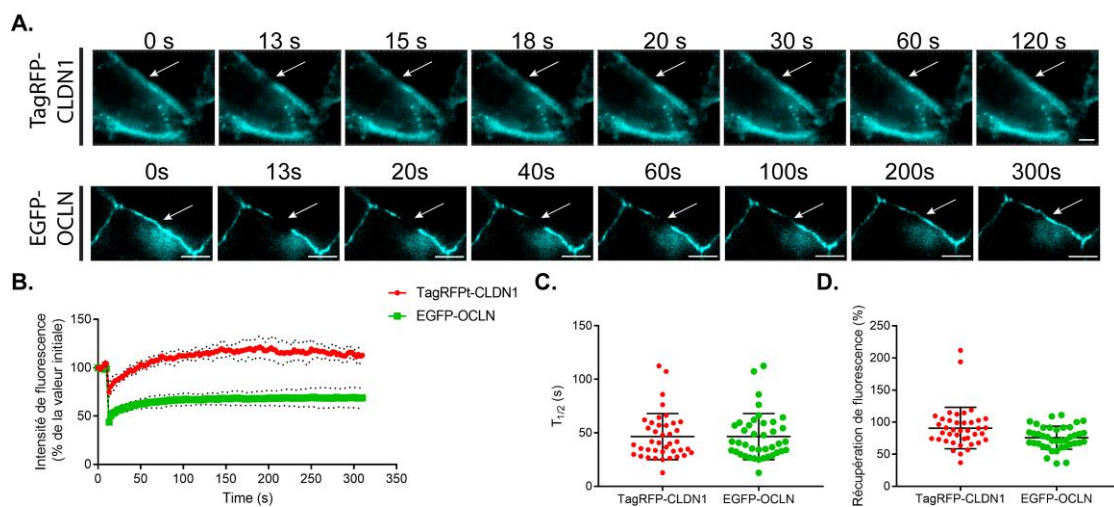 A.
TagRFP-
CLDN1
0 s 13 s 15 s 18 s 20 s 30 s 60 s 120 s
EGFP-
OCLN
0s 13s 20s 40s 60s 100s 200s 300s
B.
Intensité de fluorescence
(% de la valeur initiale)
150
100
50
0
0 50 100 150 200 250 300 350
Time (s)
TagRFPt-CLDN1
EGFP-OCLN
C.
T1/2 (s)
150
100
50
0
TagRFP-CLDN1 EGFP-OCLN
D.
Récupération de fluorescence (%)
250
200
150
100
50
0
TagRFP-CLDN1 EGFP-OCLN